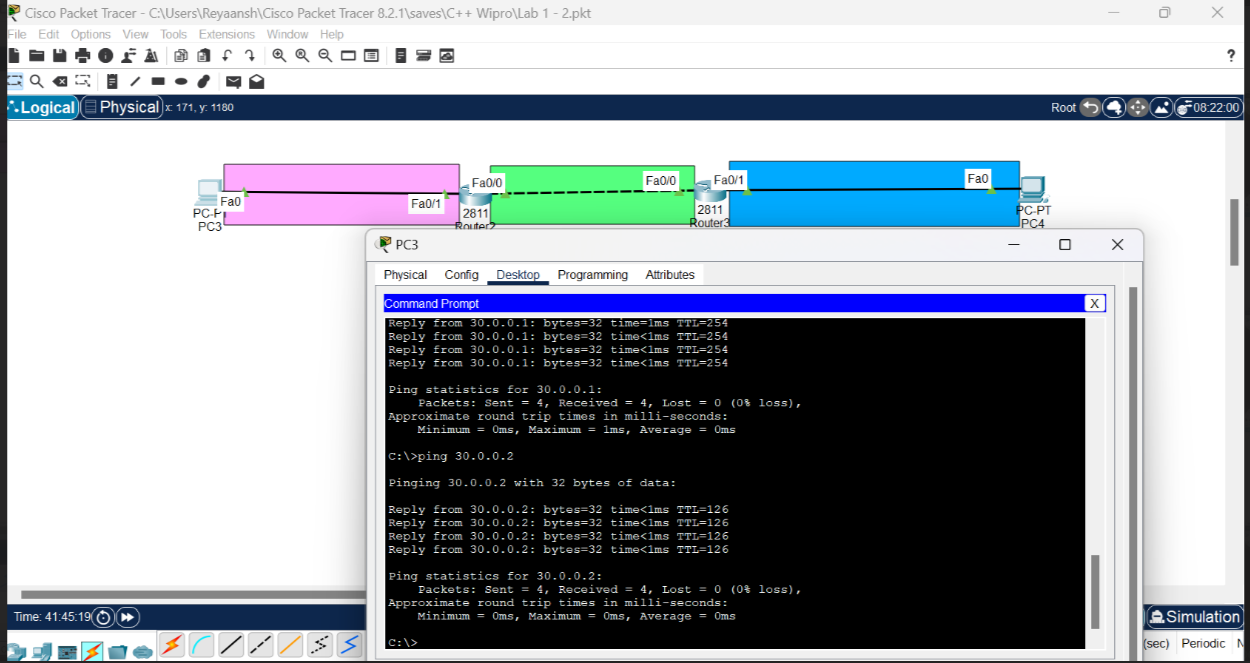 Cisco Packet Tracer - C:\Users\Reyaansh\Cisco Packet Tracer 8.2.1\saves\C++ Wipro\Lab 1 - 2.pkt
File Edit Options View Tools Extensions Window Help
?
Logical Physical x: 171, y: 1180 Root 08:22:00
Fa0 Fa0/1 Fa0/0 Fa0/0 Fa0/1 Fa0
PC-P
PC3
2811
Router2
2811
Router3
PC-PT
PC4
PC3
Physical Config Desktop Programming Attributes
Command Prompt X
Reply from 30.0.0.1: bytes=32 time=1ms TTL=254
Reply from 30.0.0.1: bytes=32 time<1ms TTL=254
Reply from 30.0.0.1: bytes=32 time<1ms TTL=254
Reply from 30.0.0.1: bytes=32 time<1ms TTL=254
Ping statistics for 30.0.0.1:
Packets: Sent = 4, Received = 4, Lost = 0 (0% loss),
Approximate round trip times in milli-seconds:
Minimum = 0ms, Maximum = 1ms, Average = 0ms
C:\>ping 30.0.0.2
Pinging 30.0.0.2 with 32 bytes of data:
Reply from 30.0.0.2: bytes=32 time<1ms TTL=126
Reply from 30.0.0.2: bytes=32 time<1ms TTL=126
Reply from 30.0.0.2: bytes=32 time<1ms TTL=126
Reply from 30.0.0.2: bytes=32 time<1ms TTL=126
Ping statistics for 30.0.0.2:
Packets: Sent = 4, Received = 4, Lost = 0 (0% loss),
Approximate round trip times in milli-seconds:
Minimum = 0ms, Maximum = 0ms, Average = 0ms
C:\>
Time: 41:45:19 Simulation
(sec) Periodic